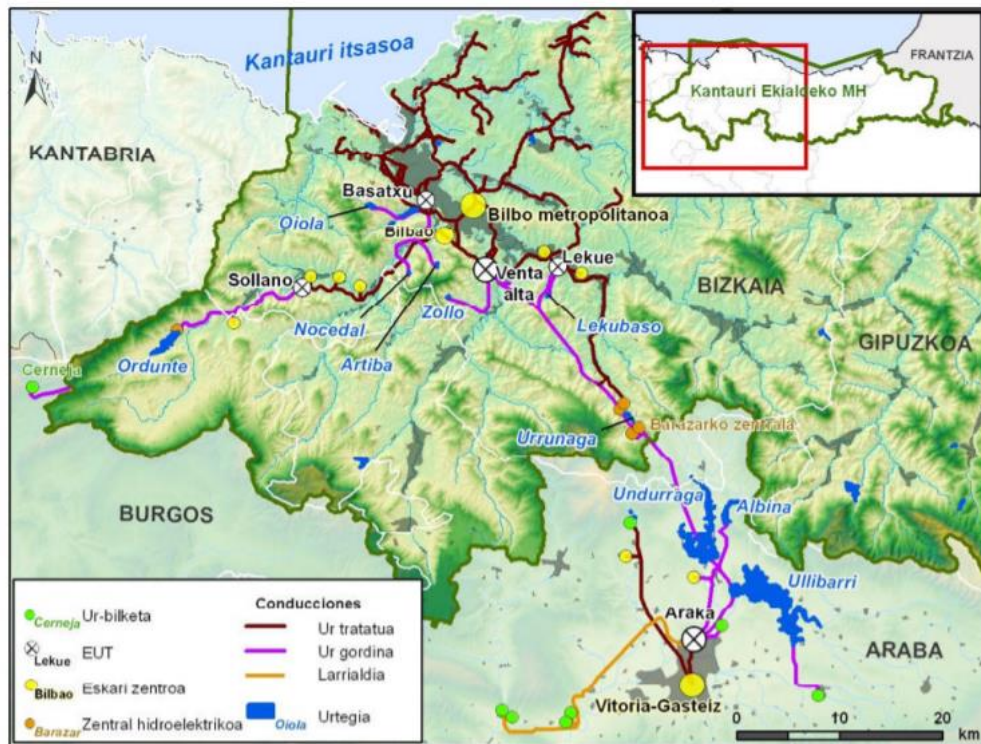 Kantauri itsasoa
N
FRANTZIA
Kantauri Ekialdeko MH
KANTABRIA
Basatxu
Oiola
Bilbo metropolitanoa
Bilbao
Lekue
Sollano
Venta
alta
BIZKAIA
Nocedal
Zollo
Lekubaso
GIPUZKOA
Artiba
Ordunte
Cerneja
Urrunaga
Barazarko zentrala
Undurraga
Albina
BURGOS
Ullibarri
Araka
ARABA
Vitoria-Gasteiz
0 10 20
km
Cerneja Ur-bilketa
Lekue EUT
Bilbao Eskari zentroa
Barazar Zentral hidroelektrikoa
Conducciones
Ur tratatua
Ur gordina
Larrialdia
Oiola Urtegia